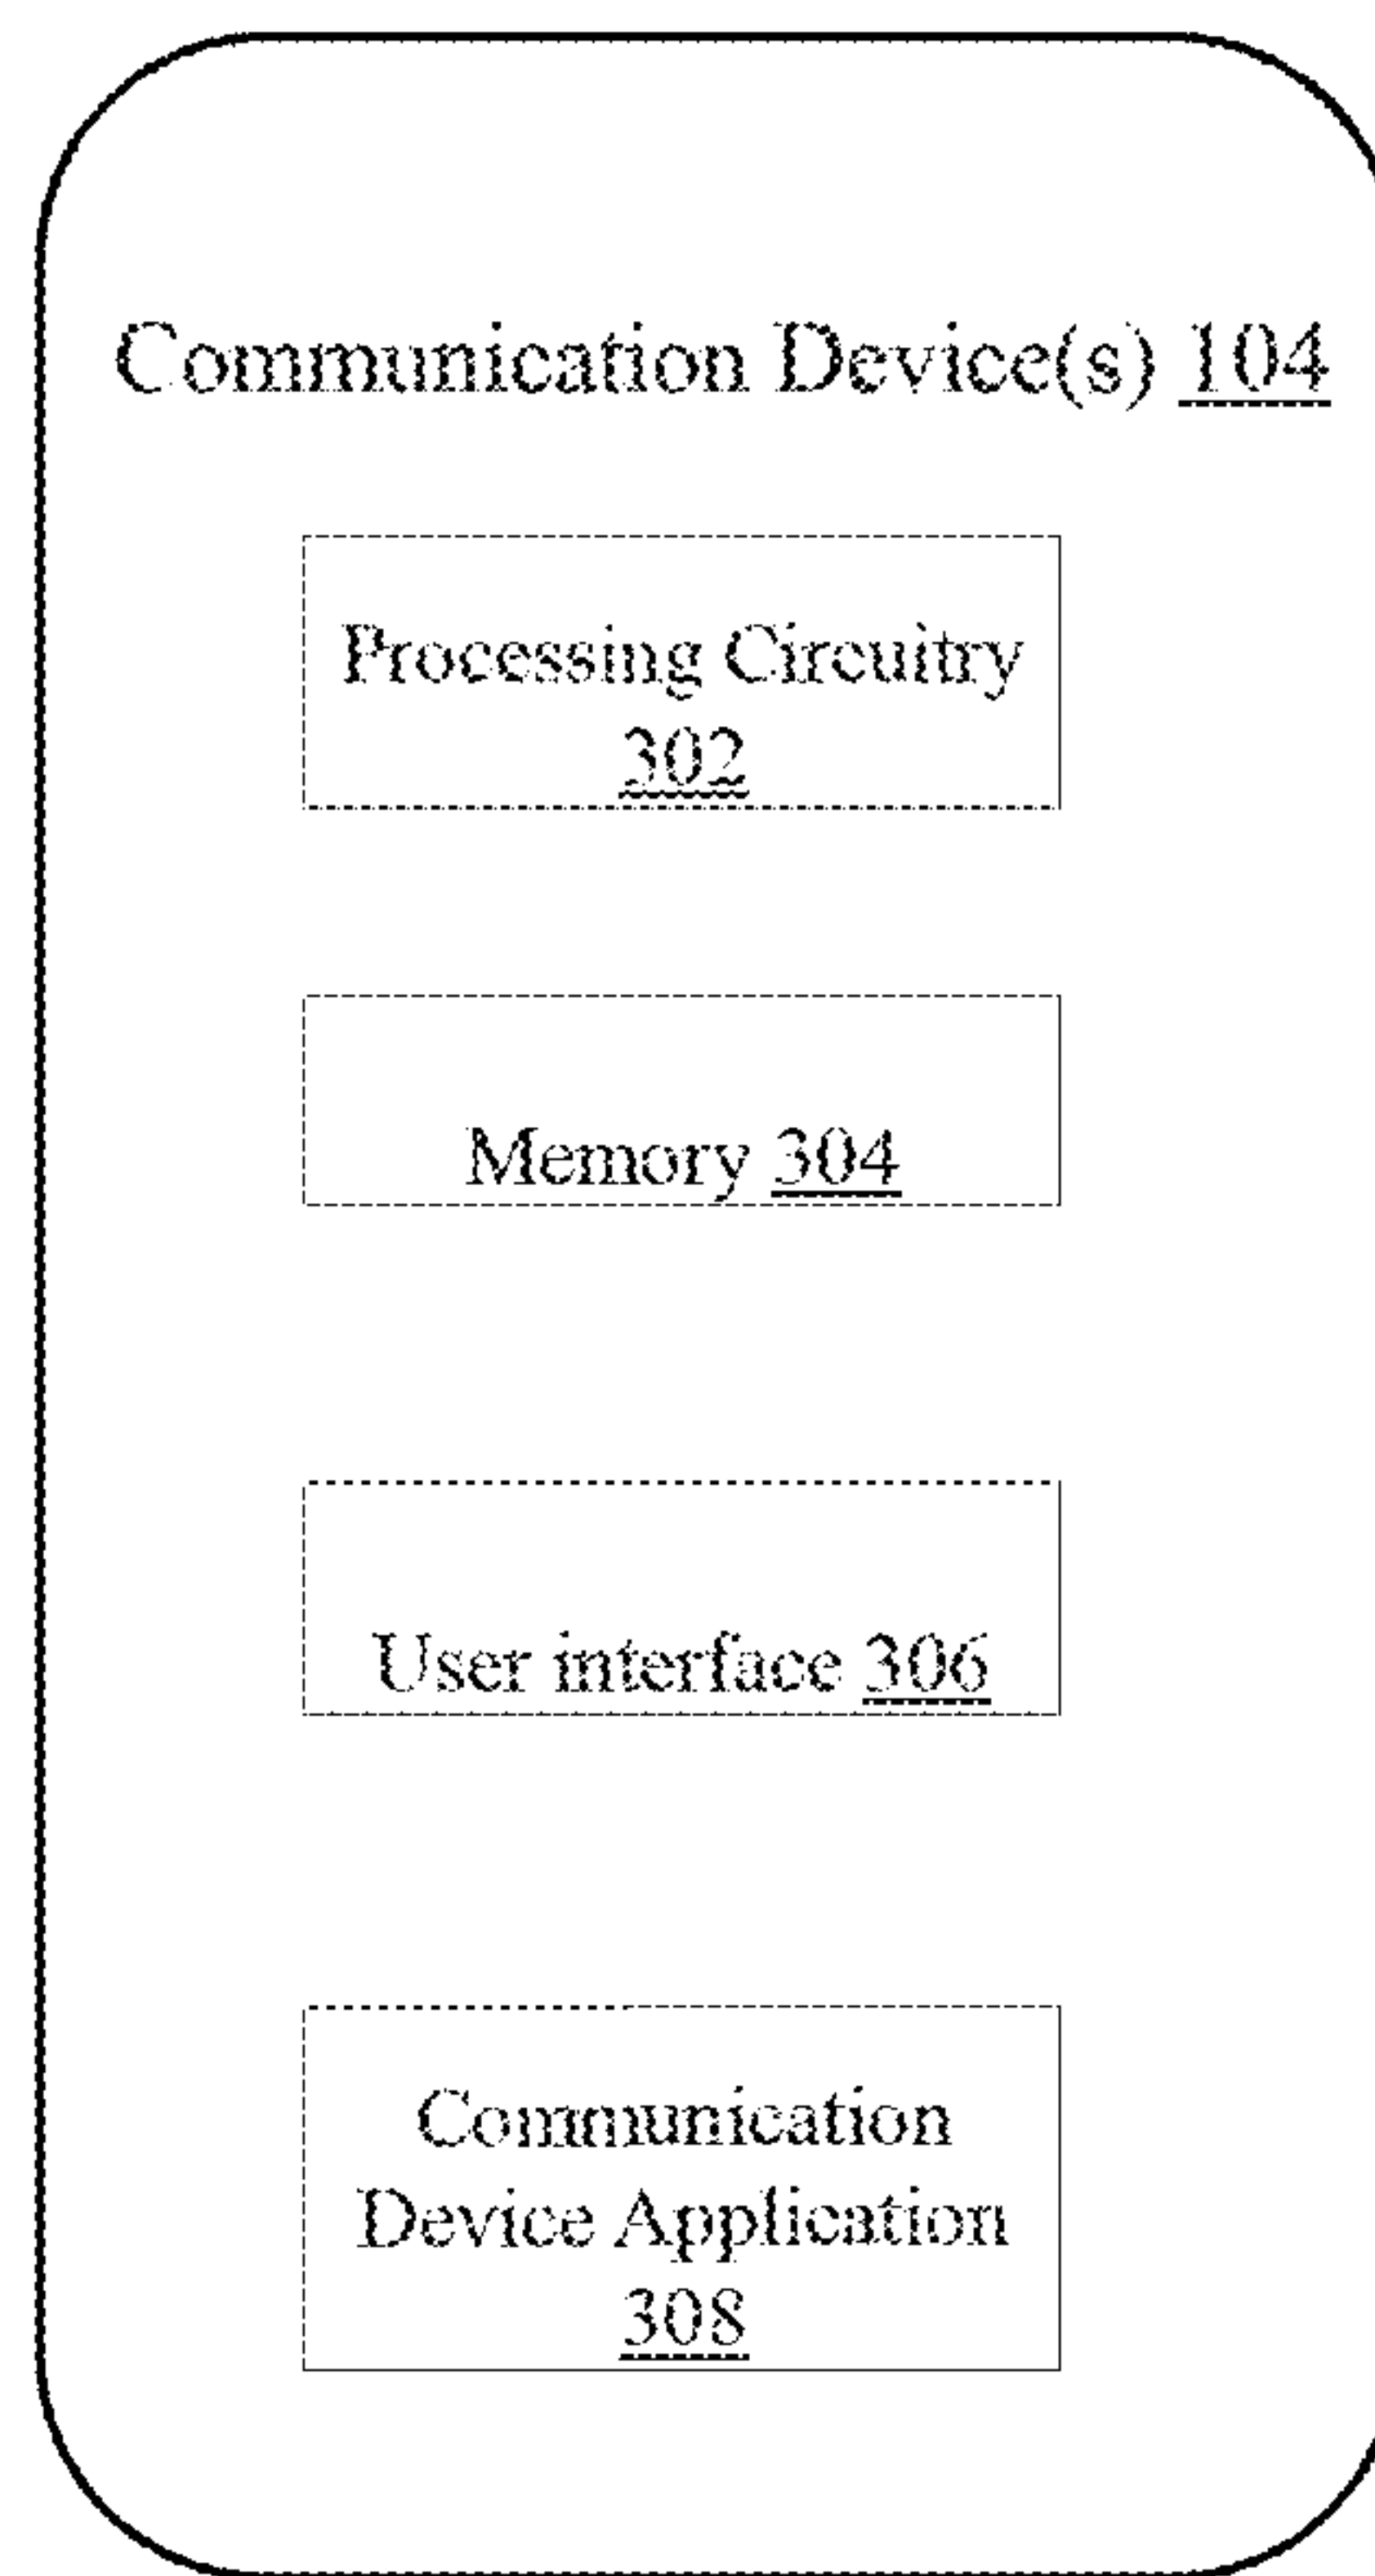 Communication Device(s) 104
Processing Circuitry
302
Memory 304
User interface 306
Communication
Device Application
308